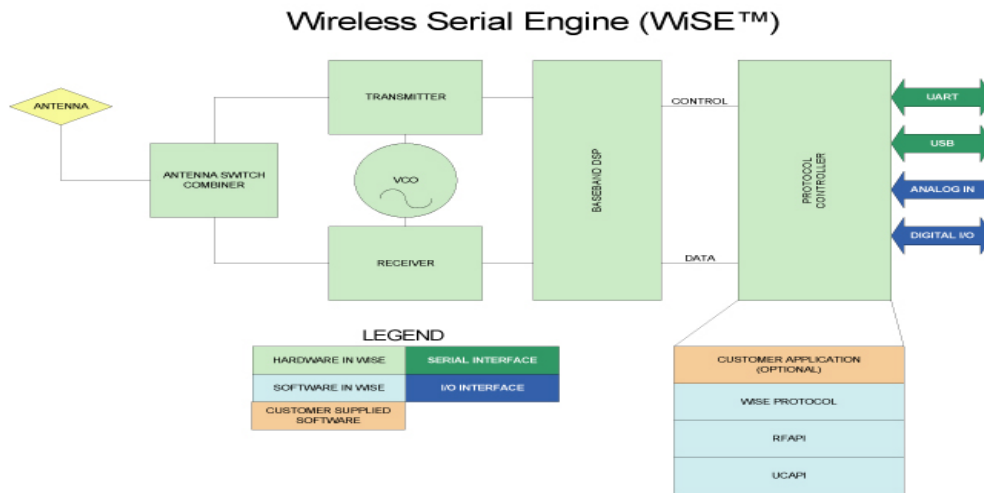 Wireless Serial Engine (WiSE™)
ANTENNA
ANTENNA SWITCH
COMBINER
TRANSMITTER
VCO
RECEIVER
BASEBAND DSP
CONTROL
DATA
PROTOCOL
CONTROLLER
UART
USB
ANALOG IN
DIGITAL I/O
LEGEND
HARDWARE IN WISE
SERIAL INTERFACE
SOFTWARE IN WISE
I/O INTERFACE
CUSTOMER SUPPLIED
SOFTWARE
CUSTOMER APPLICATION
(OPTIONAL)
WISE PROTOCOL
RFAPI
UCAPI